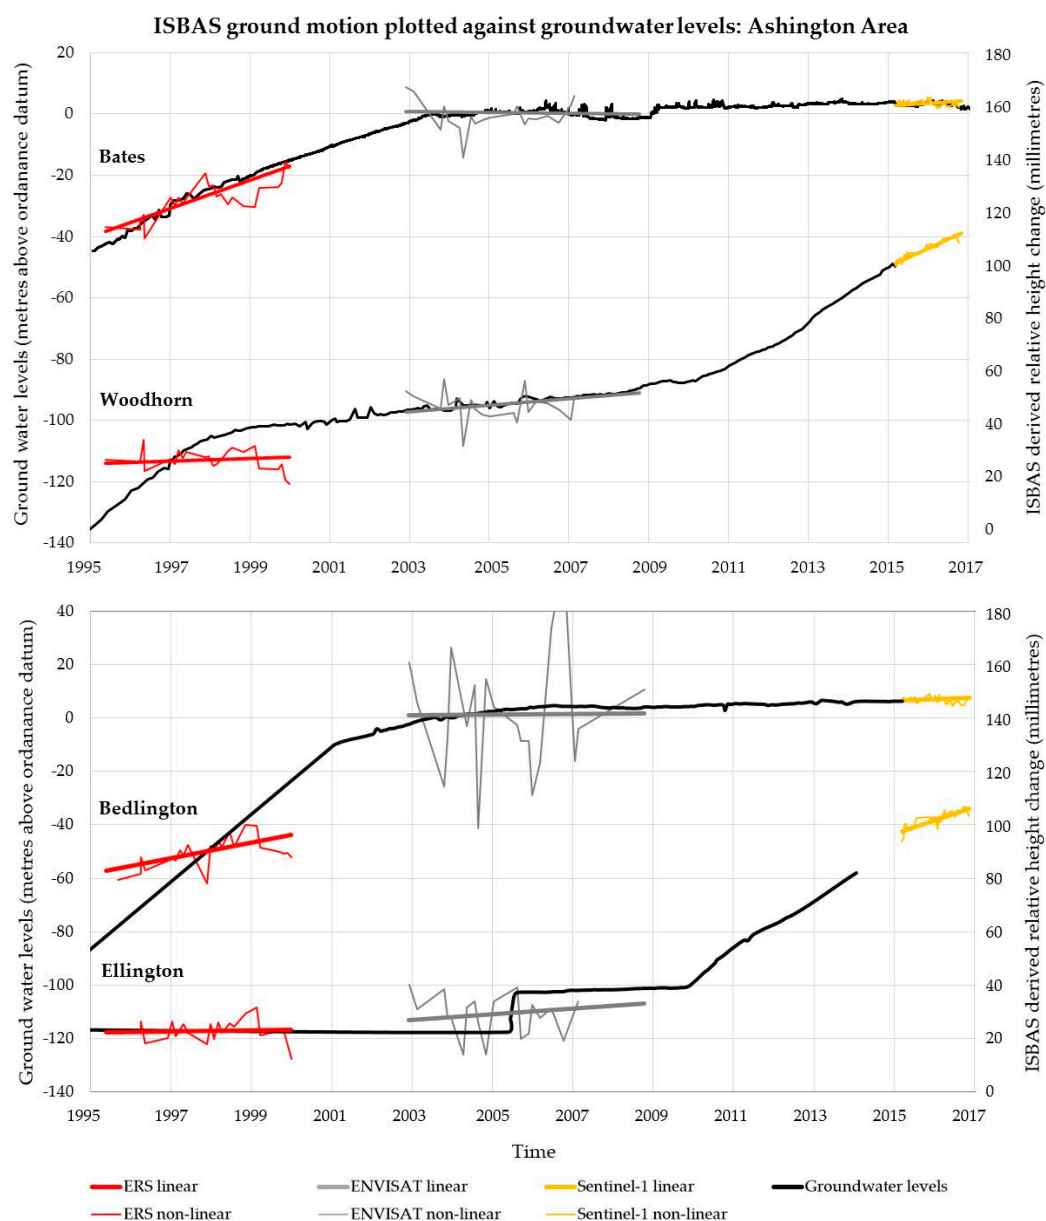 ISBAS ground motion plotted against groundwater levels: Ashington Area
Ground water levels (metres above ordanance datum)
20
0
-20
-40
-60
-80
-100
-120
-140
Bates
Woodhorn
180
160
140
120
100
80
60
40
20
0
ISBAS derived relative height change (millimetres)
1995 1997 1999 2001 2003 2005 2007 2009 2011 2013 2015 2017
Ground water levels (metres above ordanance datum)
40
20
0
-20
-40
-60
-80
-100
-120
-140
Bedlington
Ellington
180
160
140
120
100
80
60
40
20
0
ISBAS derived relative height change (millimetres)
1995 1997 1999 2001 2003 2005 2007 2009 2011 2013 2015 2017
Time
ERS linear ENVISAT linear Sentinel-1 linear Groundwater levels
ERS non-linear ENVISAT non-linear Sentinel-1 non-linear